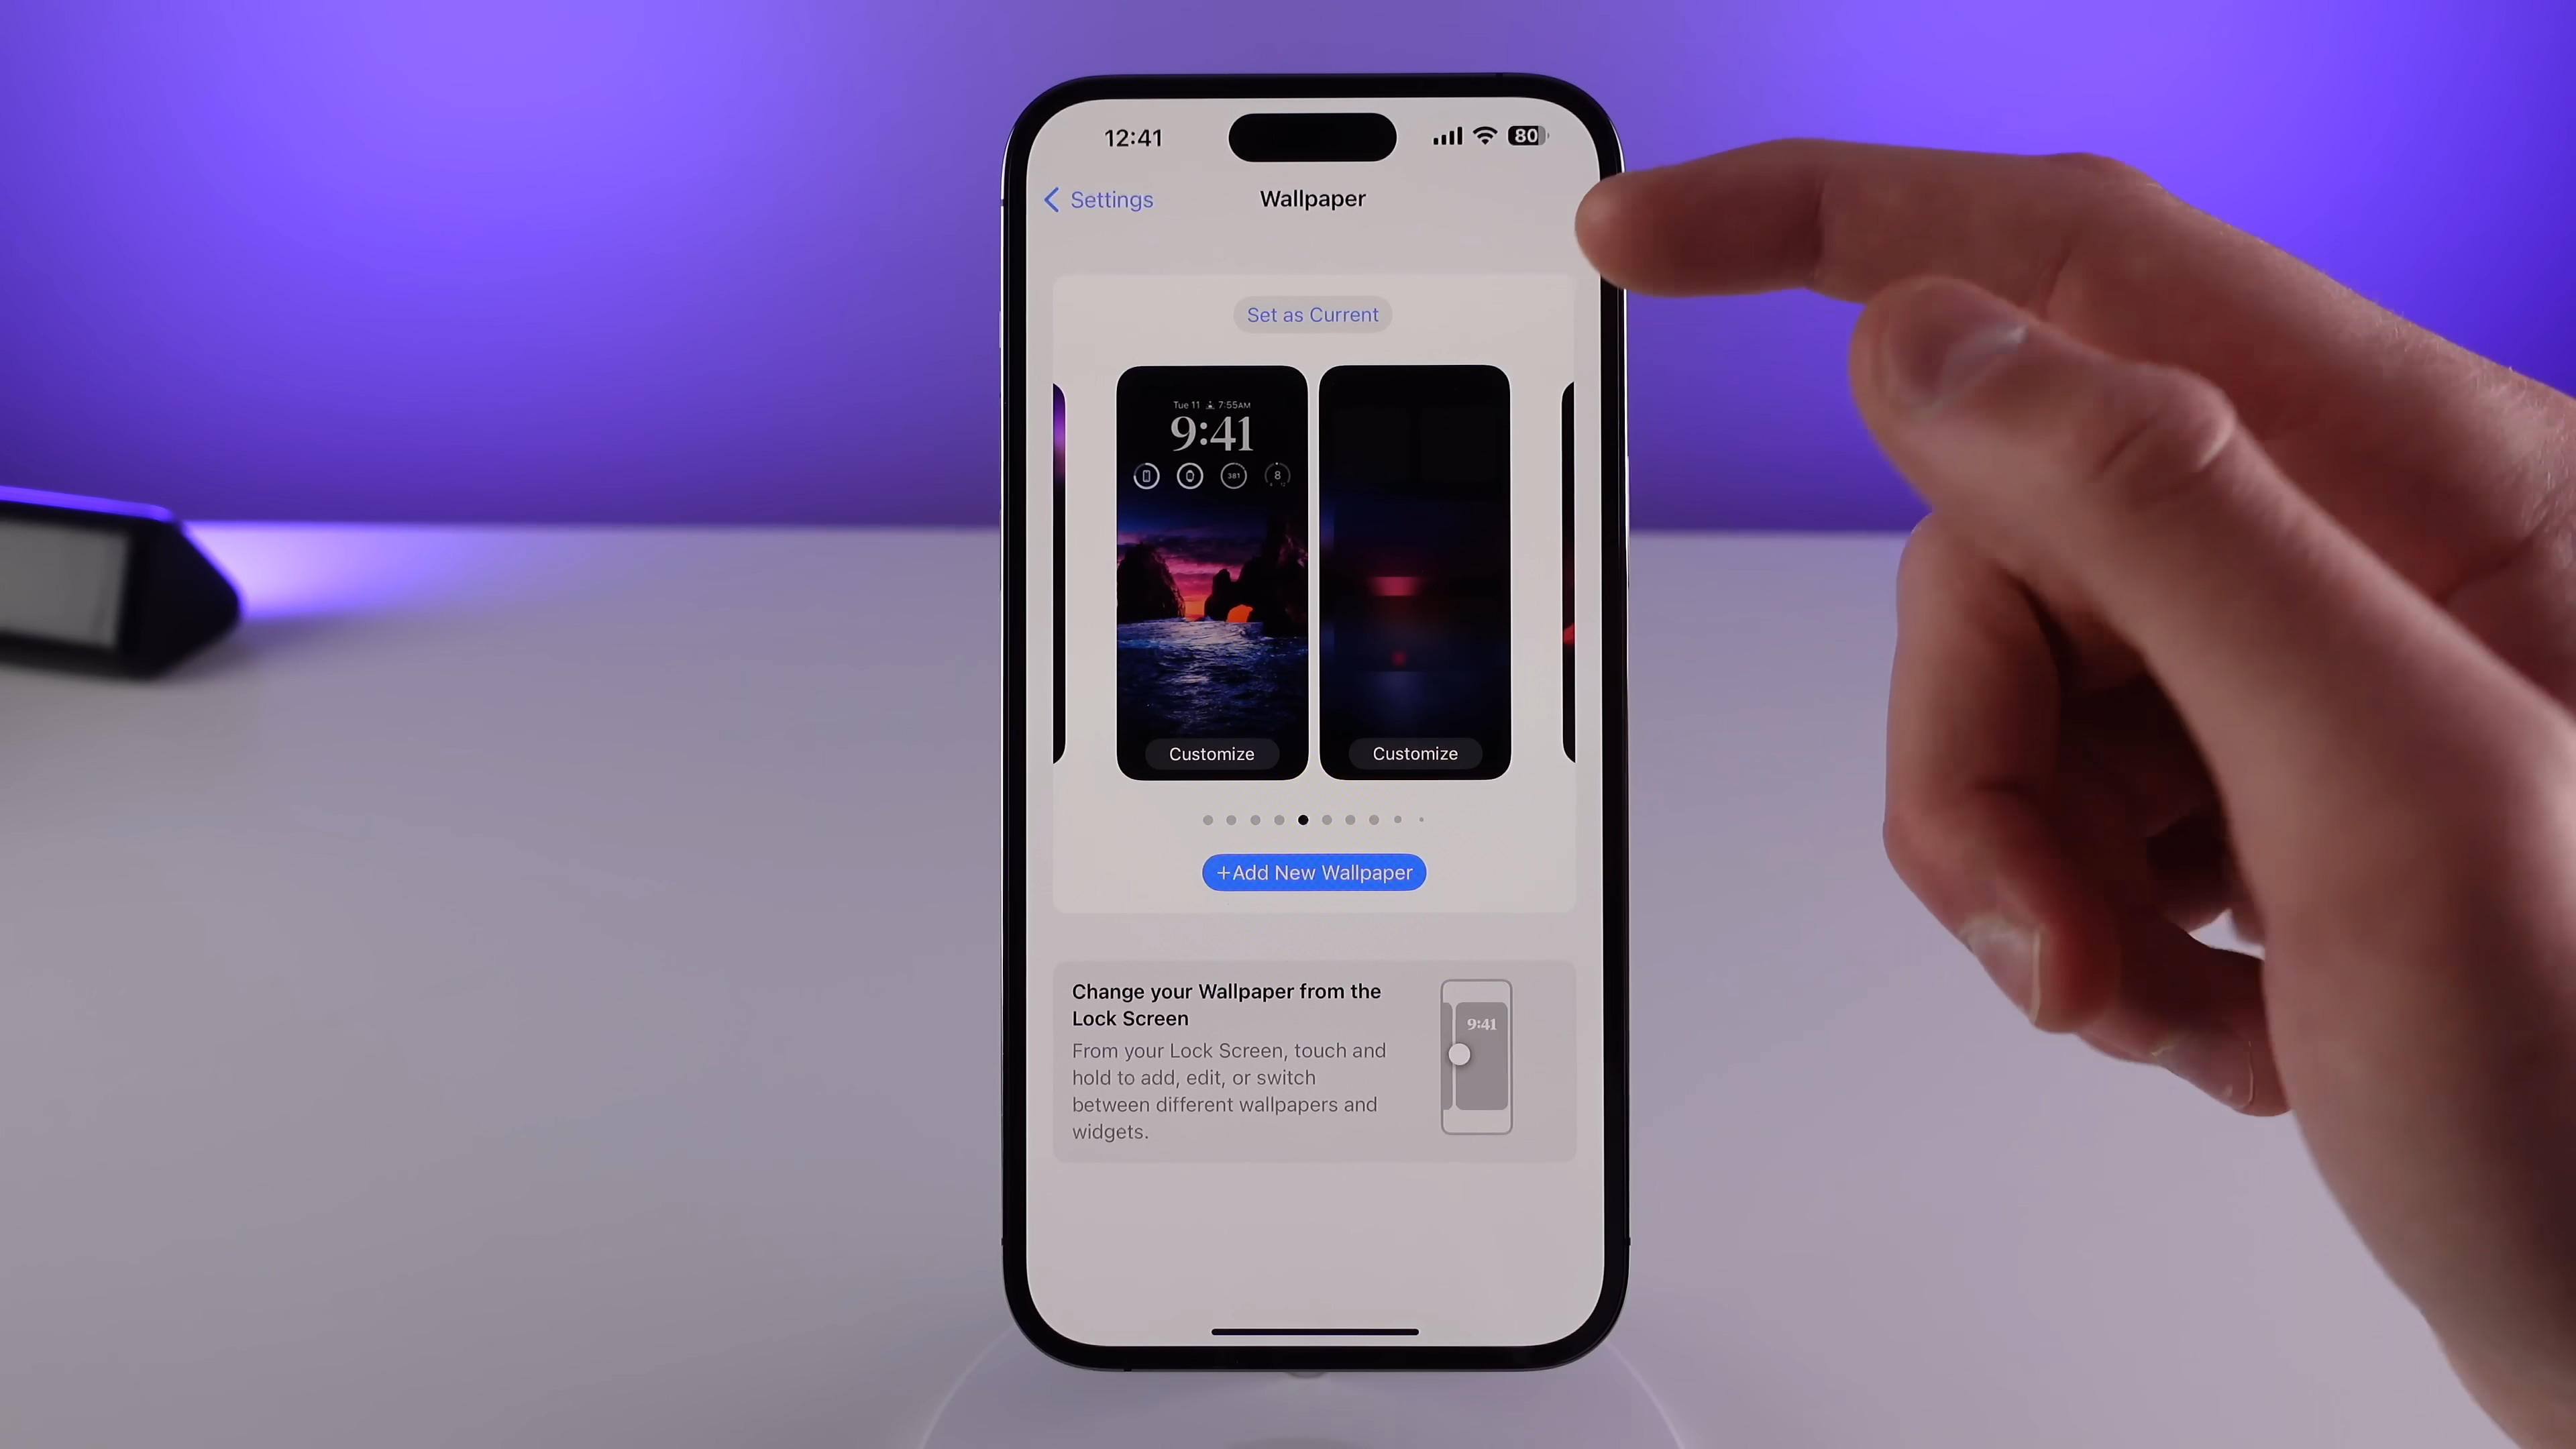 12:41
80
Settings
Wallpaper
Set as Current
Tue 11 7:55AM
9:41
381
8
Customize
Customize
+Add New Wallpaper
Change your Wallpaper from the
Lock Screen
9:41
From your Lock Screen, touch and
hold to add, edit, or switch
between different wallpapers and
widgets.